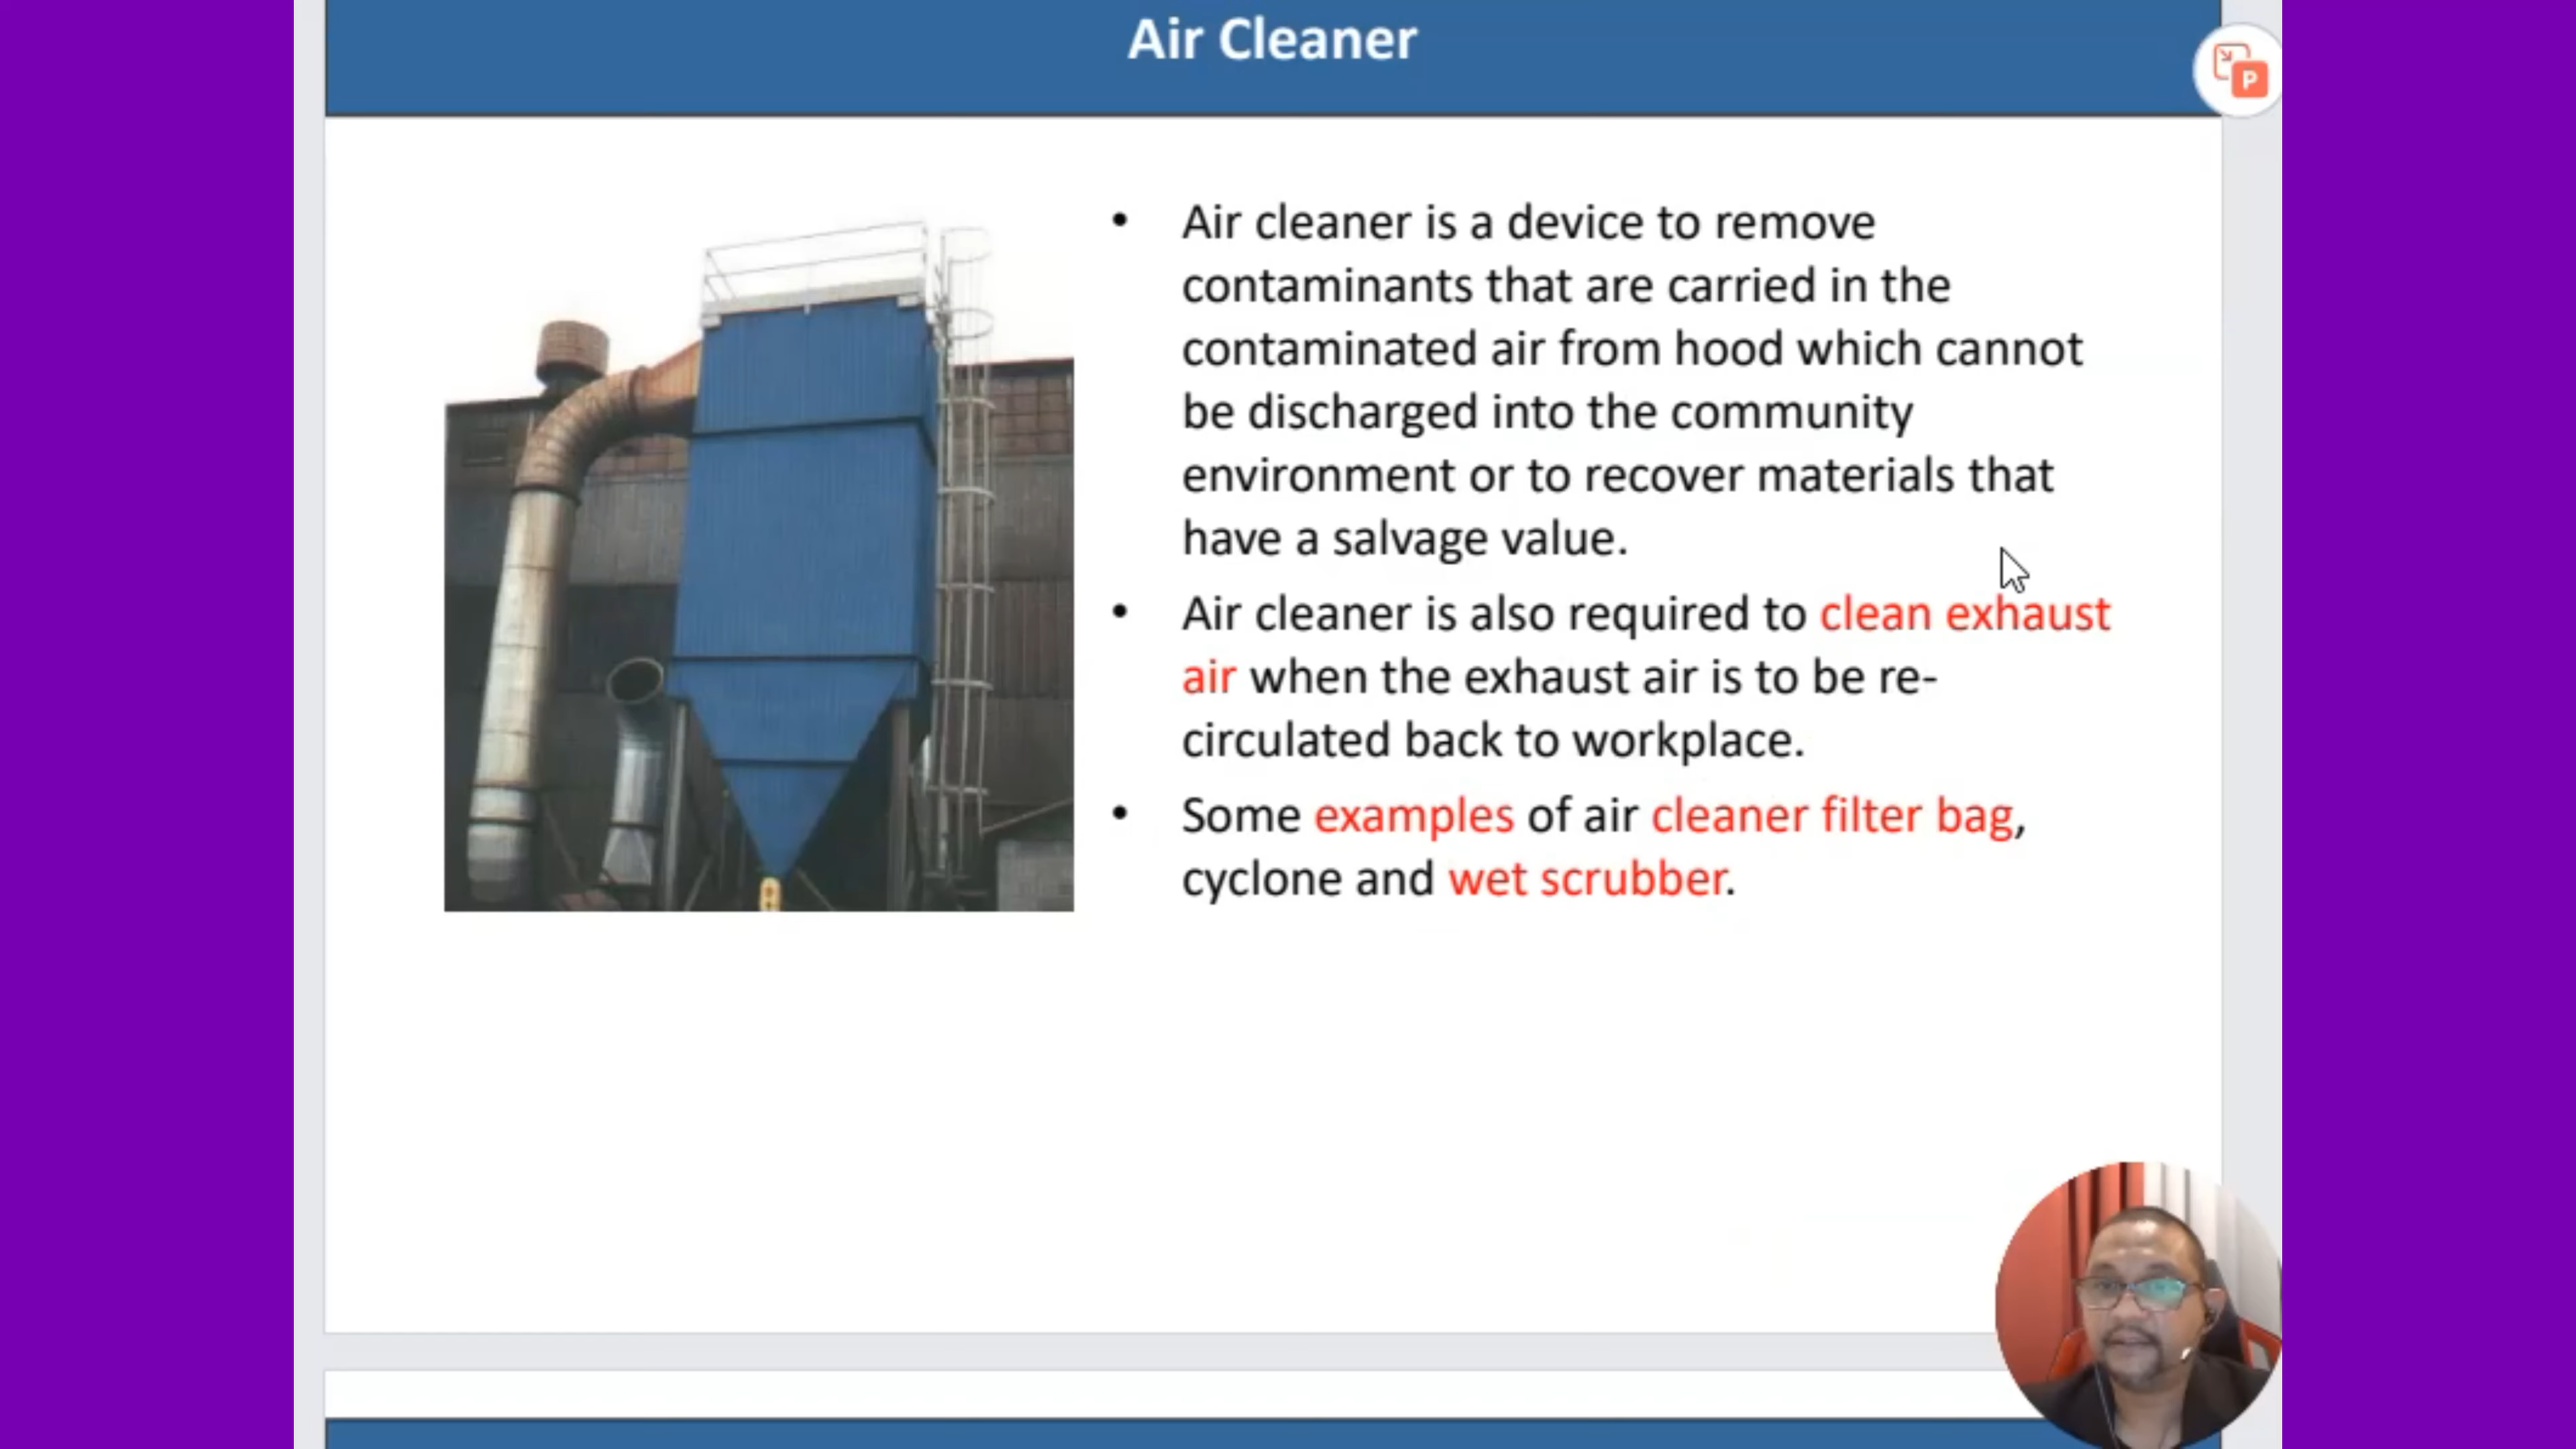 Air Cleaner
P
• Air cleaner is a device to remove
contaminants that are carried in the
contaminated air from hood which cannot
be discharged into the community
environment or to recover materials that
have a salvage value.
• Air cleaner is also required to clean exhaust
air when the exhaust air is to be re-
circulated back to workplace.
• Some examples of air cleaner filter bag,
cyclone and wet scrubber.